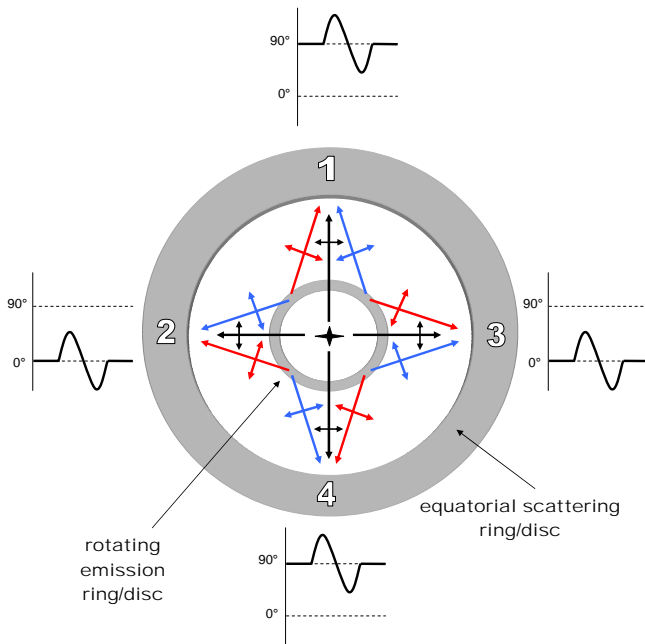 90°
0°
1
90°
0°
2
3
90°
0°
4
equatorial scattering
ring/disc
rotating
emission
ring/disc
90°
0°